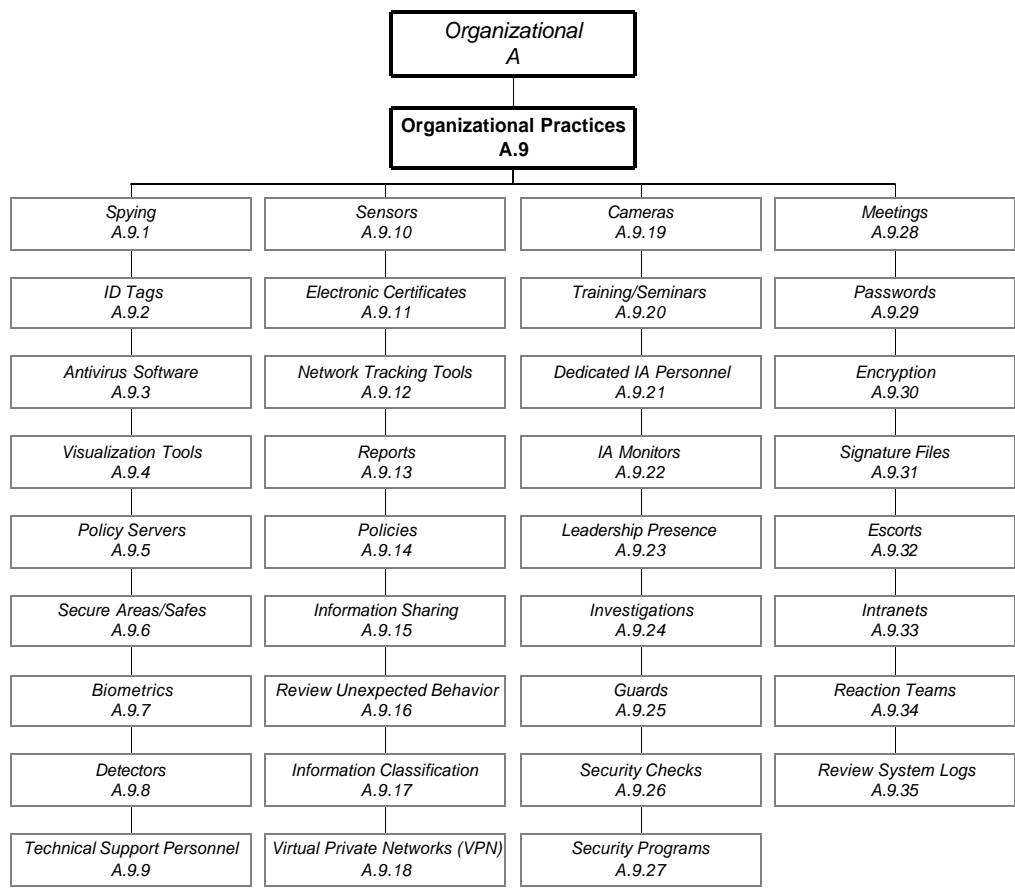 Organizational
A
Organizational Practices
A.9
Spying
A.9.1
ID Tags
A.9.2
Antivirus Software
A.9.3
Visualization Tools
A.9.4
Policy Servers
A.9.5
Secure Areas/Safes
A.9.6
Biometrics
A.9.7
Detectors
A.9.8
Technical Support Personnel
A.9.9
Sensors
A.9.10
Electronic Certificates
A.9.11
Network Tracking Tools
A.9.12
Reports
A.9.13
Policies
A.9.14
Information Sharing
A.9.15
Review Unexpected Behavior
A.9.16
Information Classification
A.9.17
Virtual Private Networks (VPN)
A.9.18
Cameras
A.9.19
Training/Seminars
A.9.20
Dedicated IA Personnel
A.9.21
IA Monitors
A.9.22
Leadership Presence
A.9.23
Investigations
A.9.24
Guards
A.9.25
Security Checks
A.9.26
Security Programs
A.9.27
Meetings
A.9.28
Passwords
A.9.29
Encryption
A.9.30
Signature Files
A.9.31
Escorts
A.9.32
Intranets
A.9.33
Reaction Teams
A.9.34
Review System Logs
A.9.35